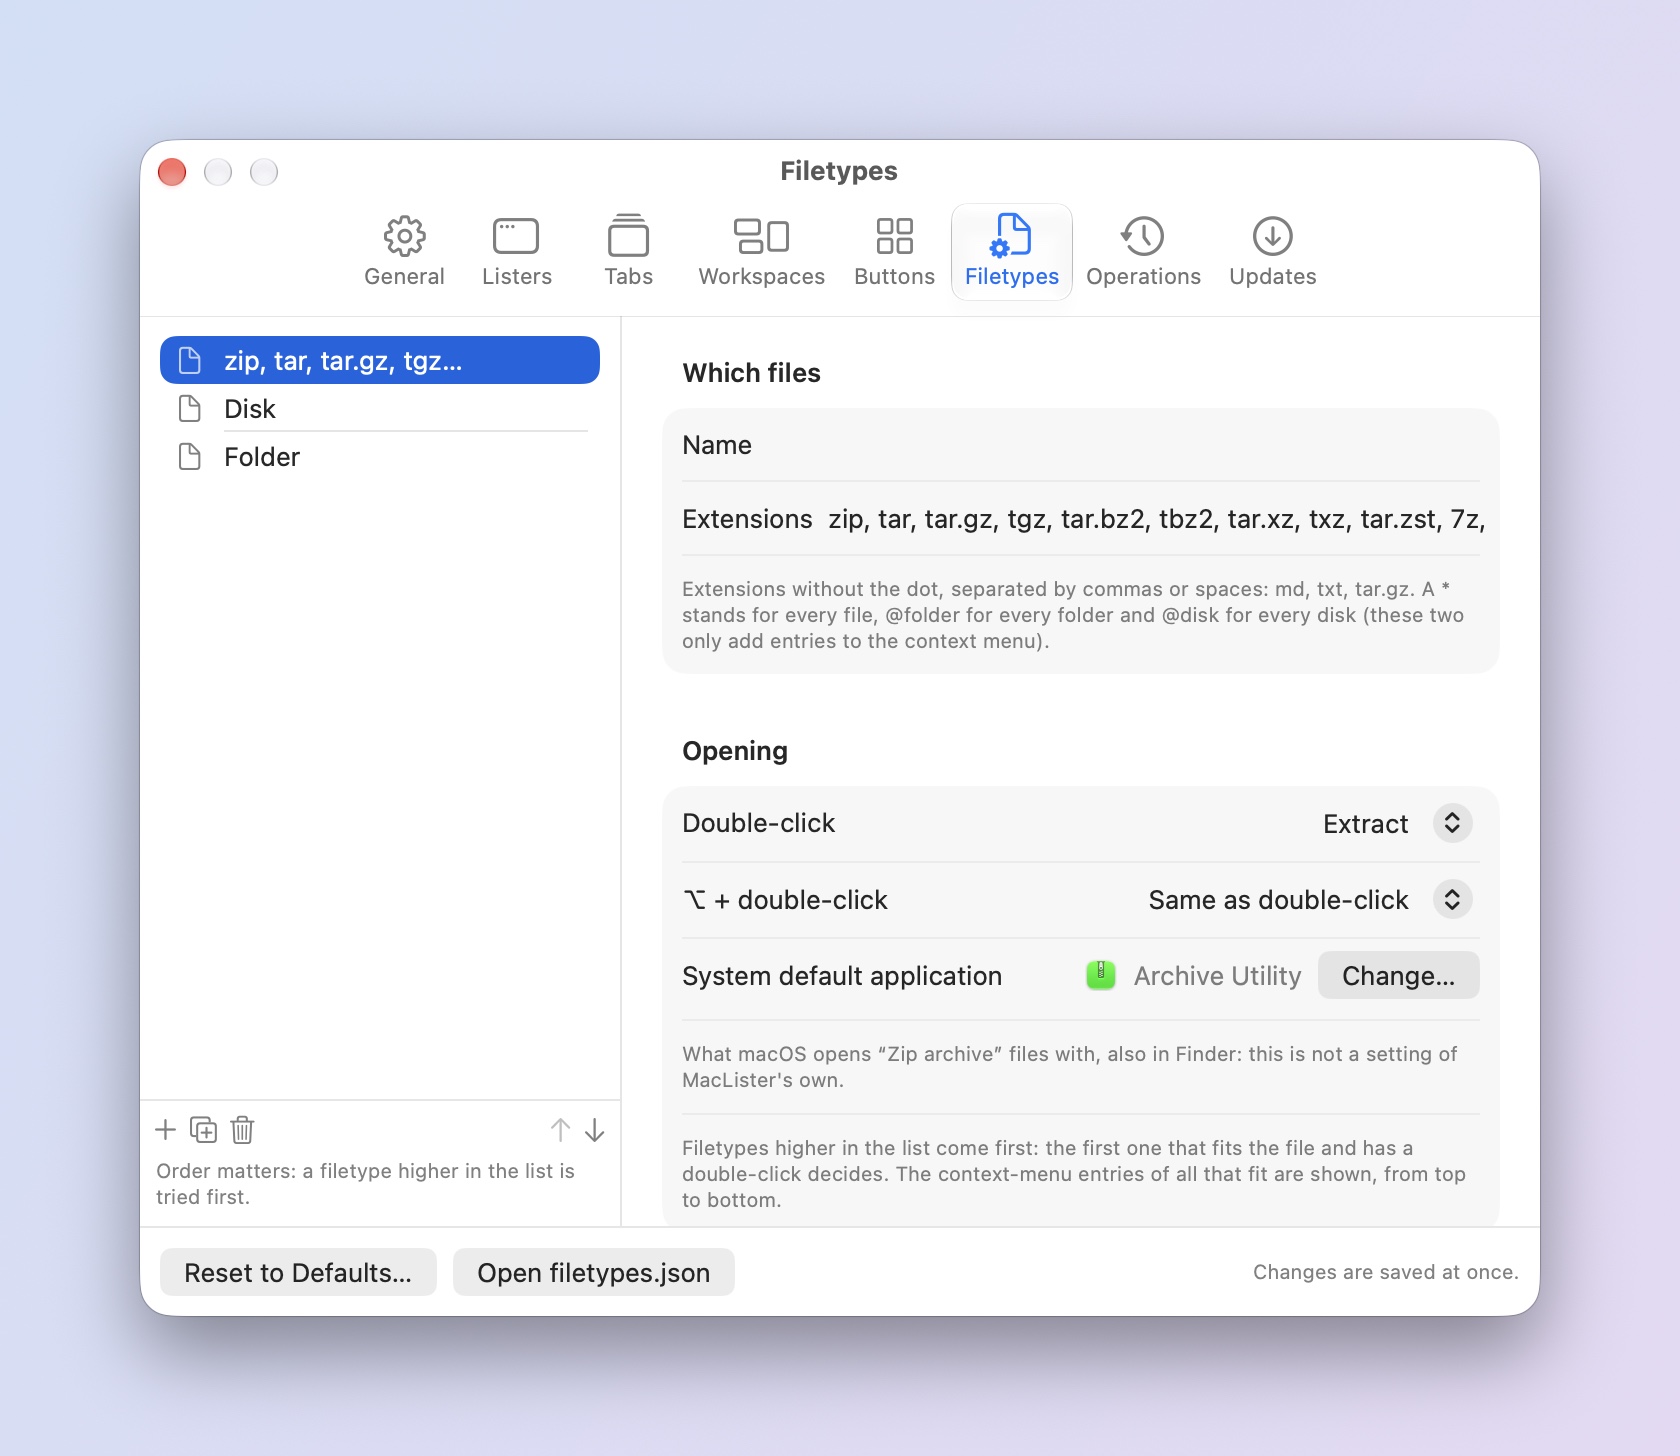 Filetypes
General
Listers
Tabs
Workspaces
Buttons
Filetypes
Operations
Updates
zip, tar, tar.gz, tgz...
Disk
Folder
Order matters: a filetype higher in the list is
tried first.
Which files
Name
Extensions zip, tar, tar.gz, tgz, tar.bz2, tbz2, tar.xz, txz, tar.zst, 7z,
Extensions without the dot, separated by commas or spaces: md, txt, tar.gz. A *
stands for every file, @folder for every folder and @disk for every disk (these two
only add entries to the context menu).
Opening
Double-click Extract
⌥ + double-click Same as double-click
System default application Archive Utility Change...
What macOS opens “Zip archive” files with, also in Finder: this is not a setting of
MacLister's own.
Filetypes higher in the list come first: the first one that fits the file and has a
double-click decides. The context-menu entries of all that fit are shown, from top
to bottom.
Reset to Defaults...
Open filetypes.json
Changes are saved at once.